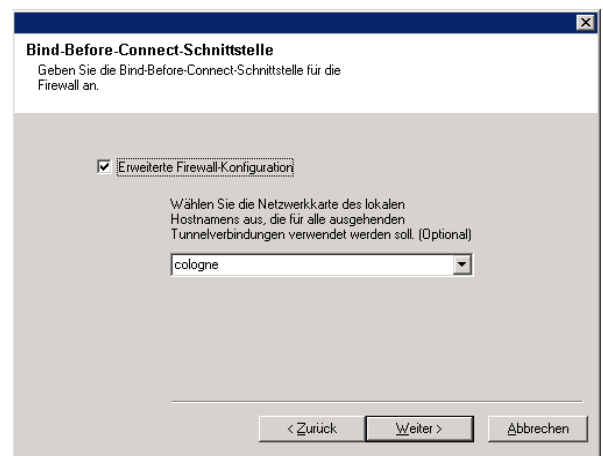 Bind-Before-Connect-Schnittstelle
Geben Sie die Bind-Before-Connect-Schnittstelle für die
Firewall an.
Erweiterte Firewall-Konfiguration
Wählen Sie die Netzwerkkarte des lokalen
Hostnamens aus, die für alle ausgehenden
Tunnelverbindungen verwendet werden soll. (Optional)
cologne
< Zurück
Weiter >
Abbrechen